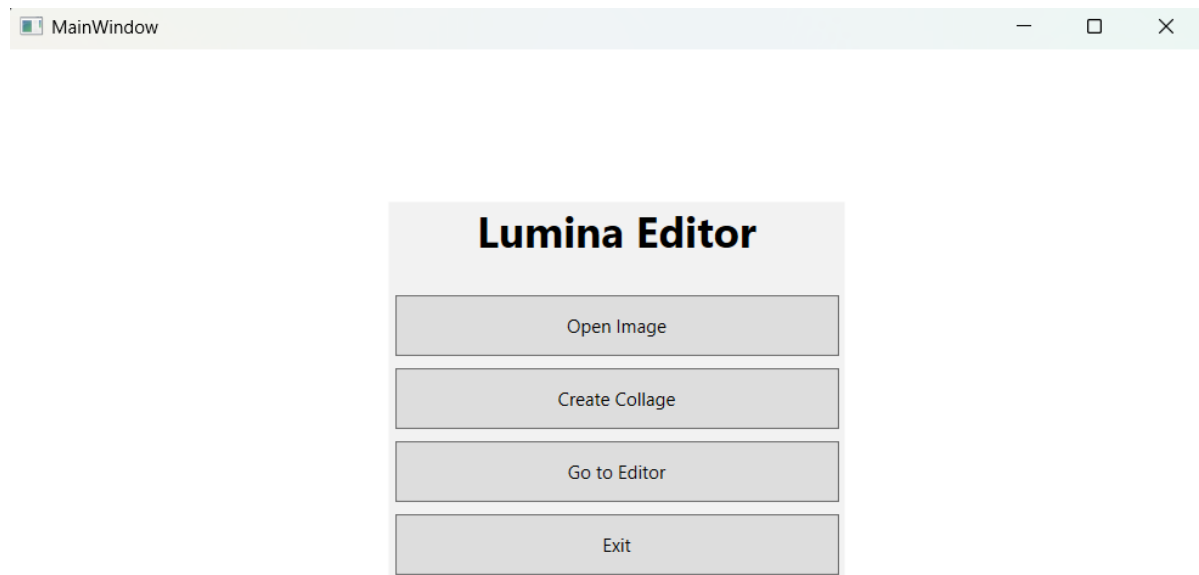 MainWindow
Lumina Editor
Open Image
Create Collage
Go to Editor
Exit